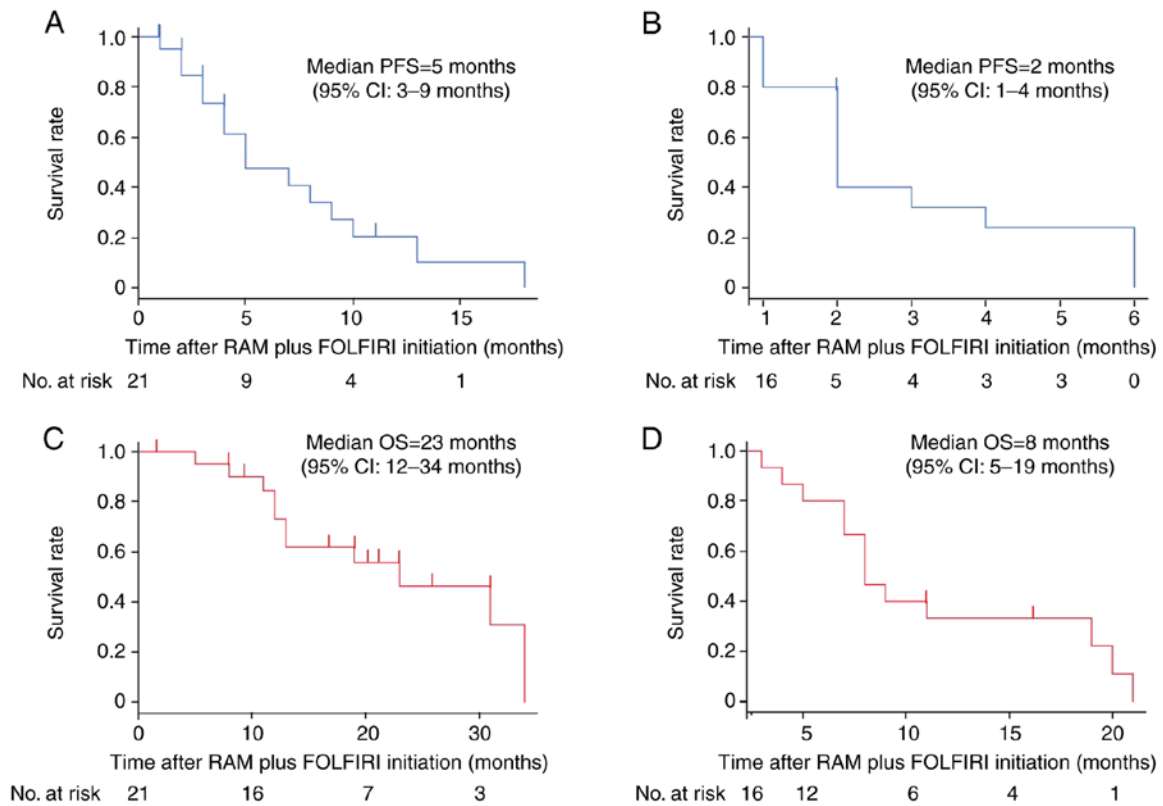 A
Median PFS=5 months
(95% CI: 3–9 months)
Survival rate
1.0
0.8
0.6
0.4
0.2
0
0 5 10 15
Time after RAM plus FOLFIRI initiation (months)
No. at risk 21 9 4 1
B
Median PFS=2 months
(95% CI: 1–4 months)
Survival rate
1.0
0.8
0.6
0.4
0.2
0
1 2 3 4 5 6
Time after RAM plus FOLFIRI initiation (months)
No. at risk 16 5 4 3 3 0
C
Median OS=23 months
(95% CI: 12–34 months)
Survival rate
1.0
0.8
0.6
0.4
0.2
0
0 10 20 30
Time after RAM plus FOLFIRI initiation (months)
No. at risk 21 16 7 3
D
Median OS=8 months
(95% CI: 5–19 months)
Survival rate
1.0
0.8
0.6
0.4
0.2
0
5 10 15 20
Time after RAM plus FOLFIRI initiation (months)
No. at risk 16 12 6 4 1